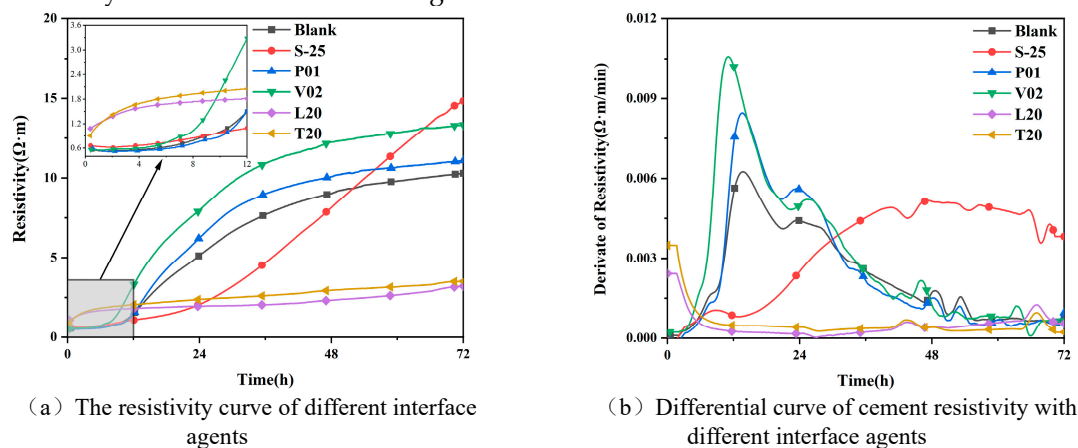 20
15
10
5
0
Resistivity(Ω·m)
3.6
3.0
2.4
1.8
1.2
0.6
0 4 8 12
Blank
S-25
P01
V02
L20
T20
0 24 48 72
Time(h)
(a) The resistivity curve of different interface
agents
0.012
0.009
0.006
0.003
0.000
Derivate of Resistivity(Ω·m/min)
Blank
S-25
P01
V02
L20
T20
0 24 48 72
Time(h)
(b) Differential curve of cement resistivity with
different interface agents